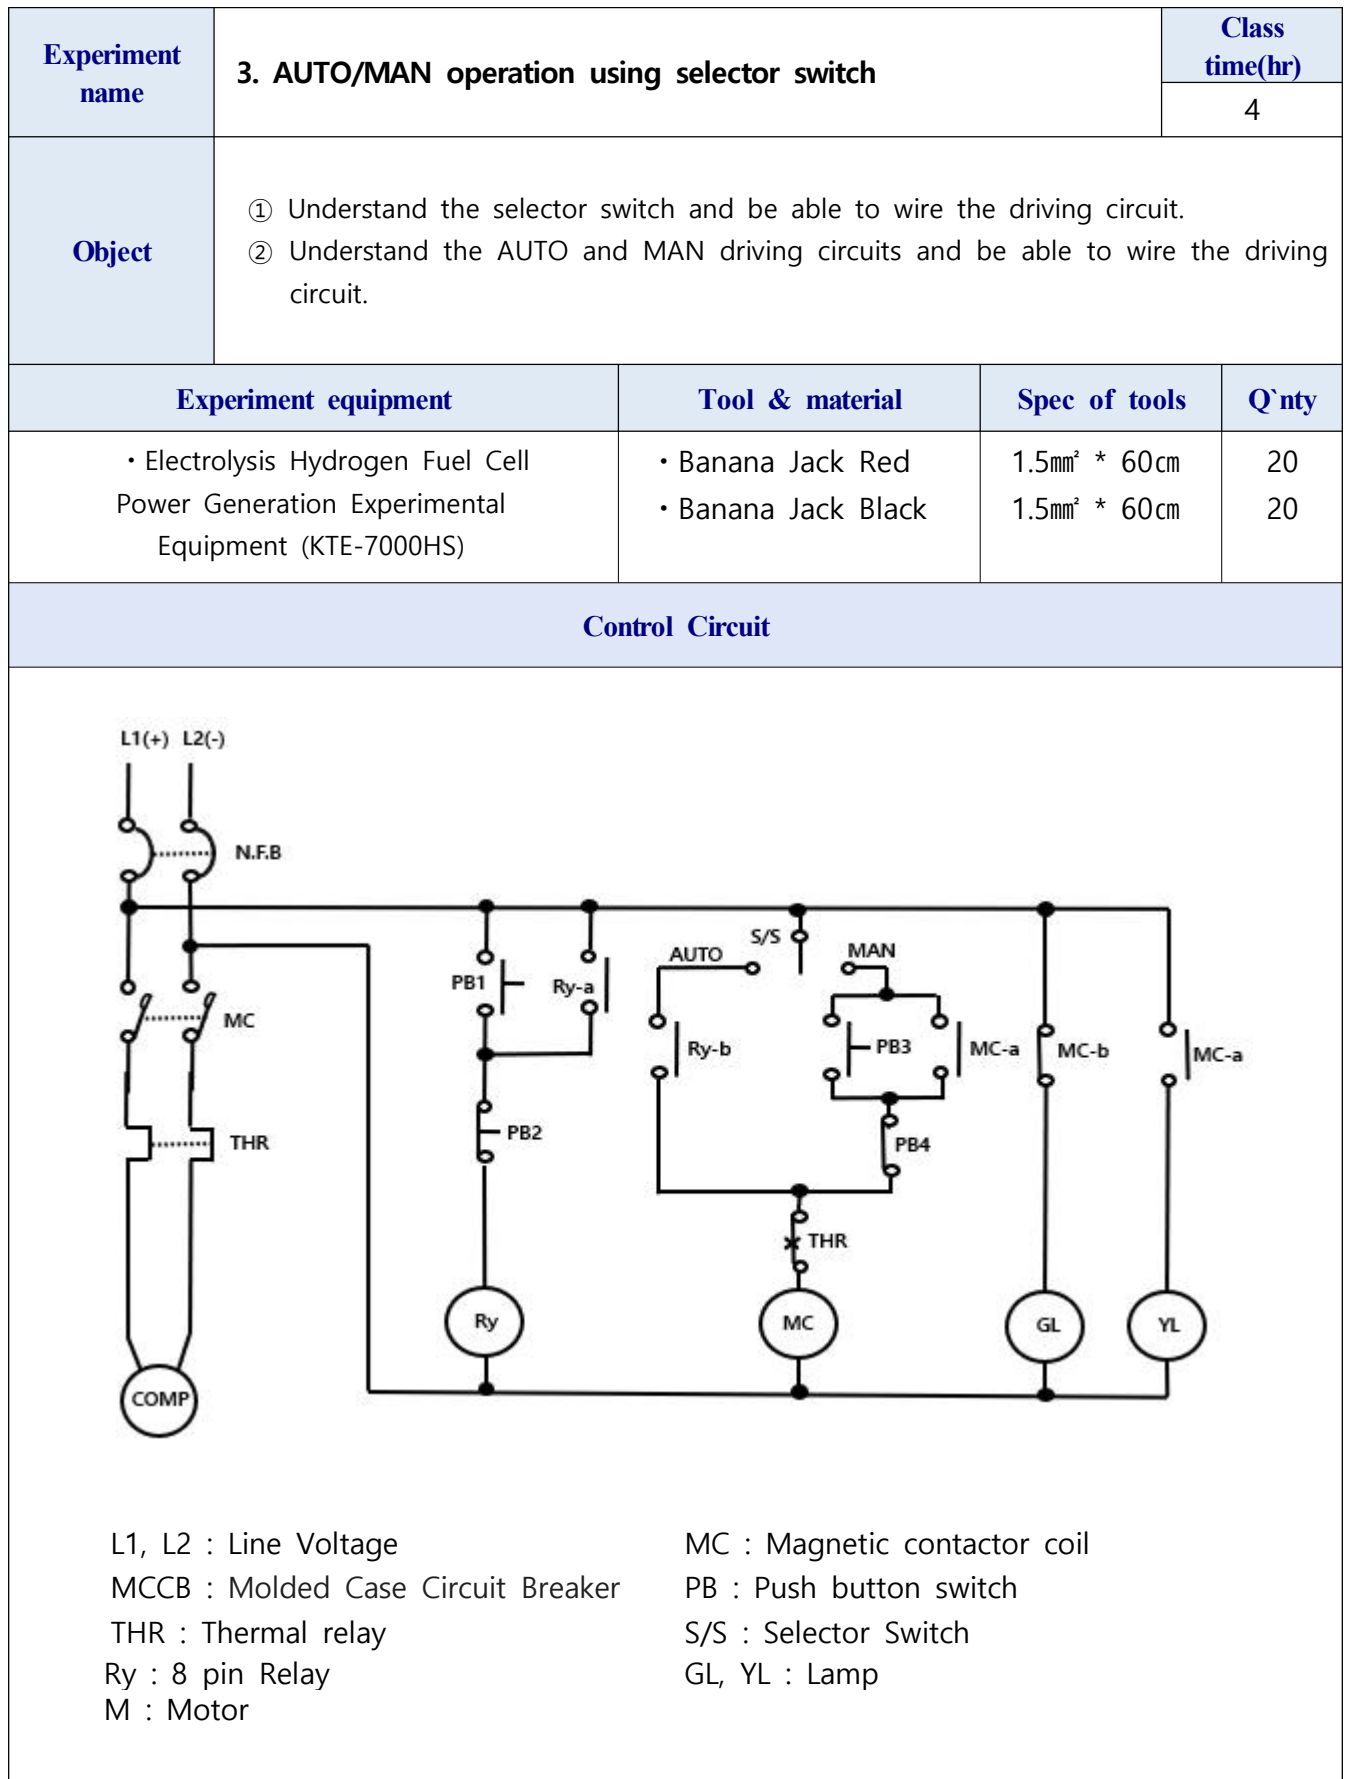 Experiment
name
3. AUTO/MAN operation using selector switch
Class
time(hr)
4
Object
① Understand the selector switch and be able to wire the driving circuit.
② Understand the AUTO and MAN driving circuits and be able to wire the driving
circuit.
Experiment equipment
Tool & material
Spec of tools
Q`nty
・Electrolysis Hydrogen Fuel Cell
Power Generation Experimental
Equipment (KTE-7000HS)
・Banana Jack Red
・Banana Jack Black
1.5㎟ * 60㎝
1.5㎟ * 60㎝
20
20
Control Circuit
L1(+) L2(-)
N.F.B
S/S
AUTO
MAN
PB1
Ry-a
MC
Ry-b
PB3
MC-a
MC-b
MC-a
THR
PB2
PB4
THR
Ry
MC
GL
YL
COMP
L1, L2 : Line Voltage
MC : Magnetic contactor coil
MCCB : Molded Case Circuit Breaker
PB : Push button switch
THR : Thermal relay
S/S : Selector Switch
Ry : 8 pin Relay
GL, YL : Lamp
M : Motor